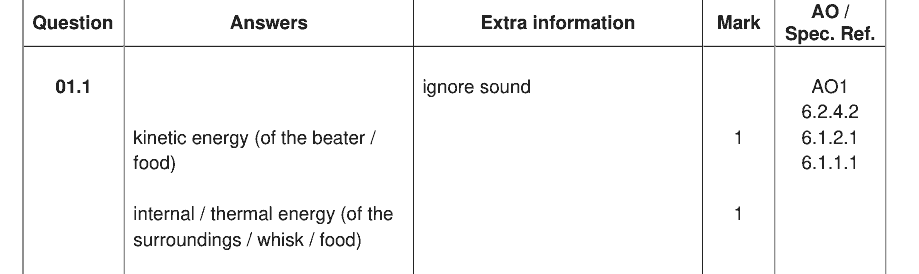 Question Answers Extra information Mark AO /
Spec. Ref.
01.1 ignore sound AO1
6.2.4.2
kinetic energy (of the beater / 1 6.1.2.1
food) 6.1.1.1
internal / thermal energy (of the 1
surroundings / whisk / food)